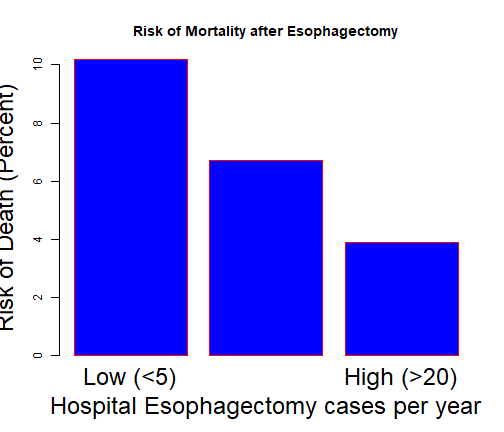 Risk of Mortality after Esophagectomy
Risk of Death (Percent)
10
8
6
4
2
0
Low (<5) High (>20)
Hospital Esophagectomy cases per year